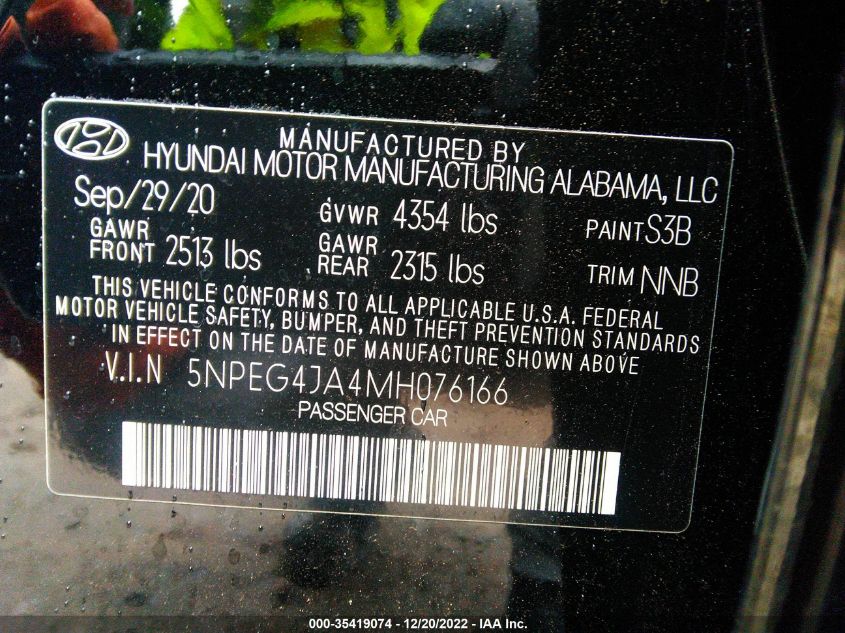 MANUFACTURED BY
HYUNDAI MOTOR MANUFACTURING ALABAMA, LLC
Sep/29/20 GVWR 4354 lbs PAINT S3B
GAWR FRONT 2513 lbs GAWR REAR 2315 lbs TRIM NNB
THIS VEHICLE CONFORMS TO ALL APPLICABLE U.S.A. FEDERAL
MOTOR VEHICLE SAFETY, BUMPER, AND THEFT PREVENTION STANDARDS
IN EFFECT ON THE DATE OF MANUFACTURE SHOWN ABOVE
V.I.N 5NPEG4JA4MH076166
PASSENGER CAR
000-35419074 - 12/20/2022 - IAA Inc.